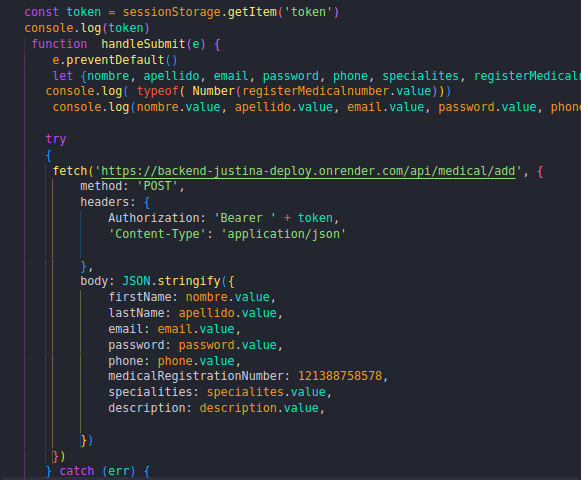 const token = sessionStorage.getItem('token')
console.log(token)
function handleSubmit(e) {
e.preventDefault()
let {nombre, apellido, email, password, phone, specialites, registerMedicaln
console.log( typeof( Number(registerMedicalnumber.value)))
console.log(nombre.value, apellido.value, email.value, password.value, phon
try
{
fetch('https://backend-justina-deploy.onrender.com/api/medical/add', {
method: 'POST',
headers: {
Authorization: 'Bearer ' + token,
'Content-Type': 'application/json'
},
body: JSON.stringify({
firstName: nombre.value,
lastName: apellido.value,
email: email.value,
password: password.value,
phone: phone.value,
medicalRegistrationNumber: 121388758578,
specialities: specialites.value,
description: description.value,
})
})
} catch (err) {